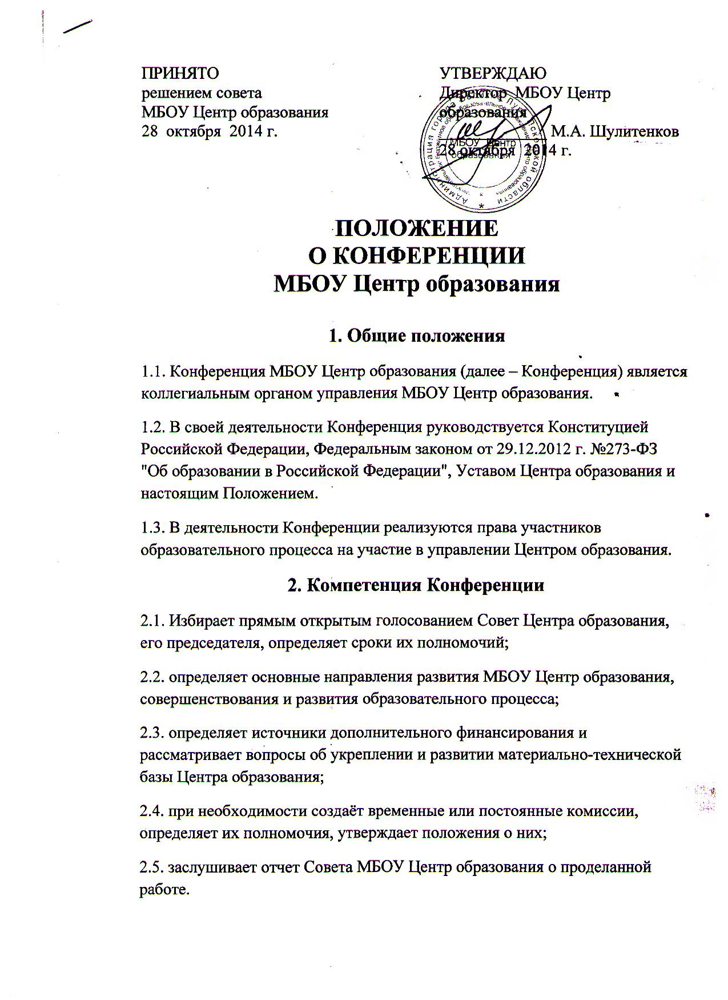 ПРИНЯТО
решением совета
МБОУ Центр образования
28 октября 2014 г.
УТВЕРЖДАЮ
Директор МБОУ Центр
образования
М.А. Шулитенков
28 октября 2014 г.
Администрация города
области
МБОУ Центр
образования
ПОЛОЖЕНИЕ
О КОНФЕРЕНЦИИ
МБОУ Центр образования
1. Общие положения
1.1. Конференция МБОУ Центр образования (далее – Конференция) является
коллегиальным органом управления МБОУ Центр образования.
1.2. В своей деятельности Конференция руководствуется Конституцией
Российской Федерации, Федеральным законом от 29.12.2012 г. №273-ФЗ
"Об образовании в Российской Федерации", Уставом Центра образования и
настоящим Положением.
1.3. В деятельности Конференции реализуются права участников
образовательного процесса на участие в управлении Центром образования.
2. Компетенция Конференции
2.1. Избирает прямым открытым голосованием Совет Центра образования,
его председателя, определяет сроки их полномочий;
2.2. определяет основные направления развития МБОУ Центр образования,
совершенствования и развития образовательного процесса;
2.3. определяет источники дополнительного финансирования и
рассматривает вопросы об укреплении и развитии материально-технической
базы Центра образования;
2.4. при необходимости создаёт временные или постоянные комиссии,
определяет их полномочия, утверждает положения о них;
2.5. заслушивает отчет Совета МБОУ Центр образования о проделанной
работе.